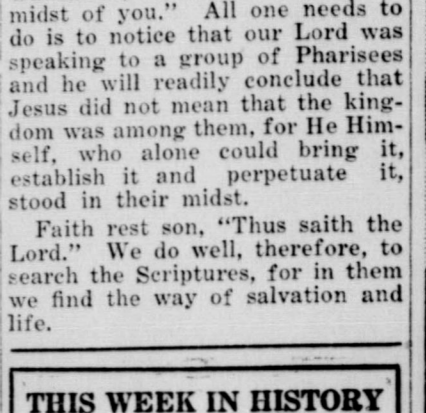 midst of you." All one needs to
do is to notice that our Lord was
speaking to a group of Pharisees
and he will readily conclude that
Jesus did not mean that the king-
dom was among them, for He Him-
self, who alone could bring it,
establish it and perpetuate it,
stood in their midst.
Faith rest son, "Thus saith the
Lord." We do well, therefore, to
search the Scriptures, for in them
we find the way of salvation and
life.
THIS WEEK IN HISTORY